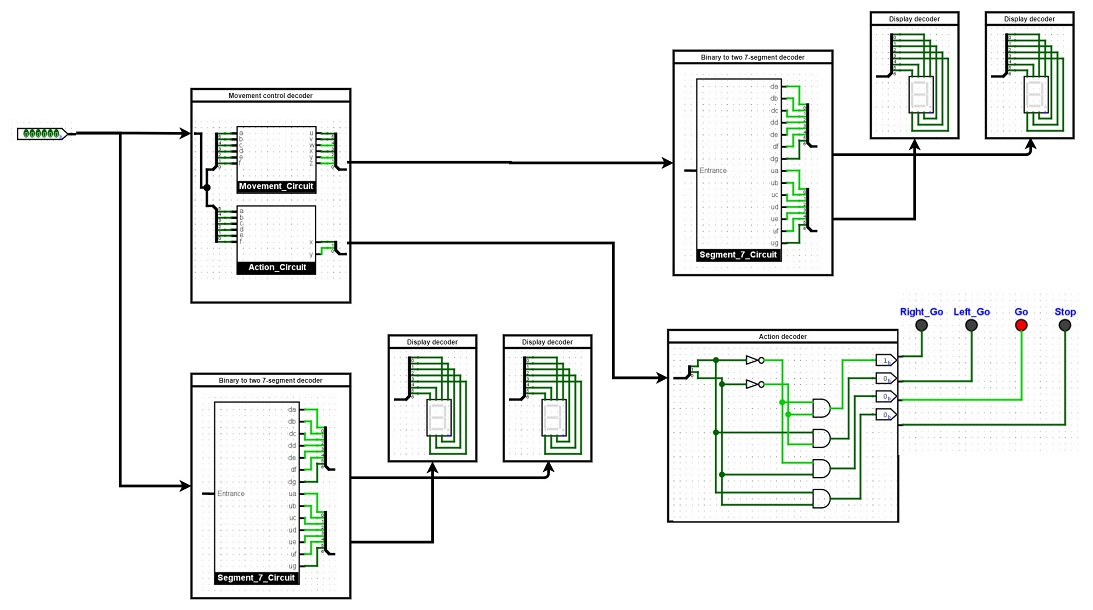 Display decoder
Display decoder
Binary to two 7-segment decoder
da
db
dc
dd
de
df
dg
Entrance
ua
ub
uc
ud
ue
uf
ug
Segment_7_Circuit
Movement control decoder
Movement_Circuit
x
y
Action_Circuit
Right_Go
Left_Go
Go
Stop
Action decoder
Display decoder
Display decoder
Binary to two 7-segment decoder
da
db
dc
dd
de
df
dg
Entrance
ua
ub
uc
ud
ue
uf
ug
Segment_7_Circuit